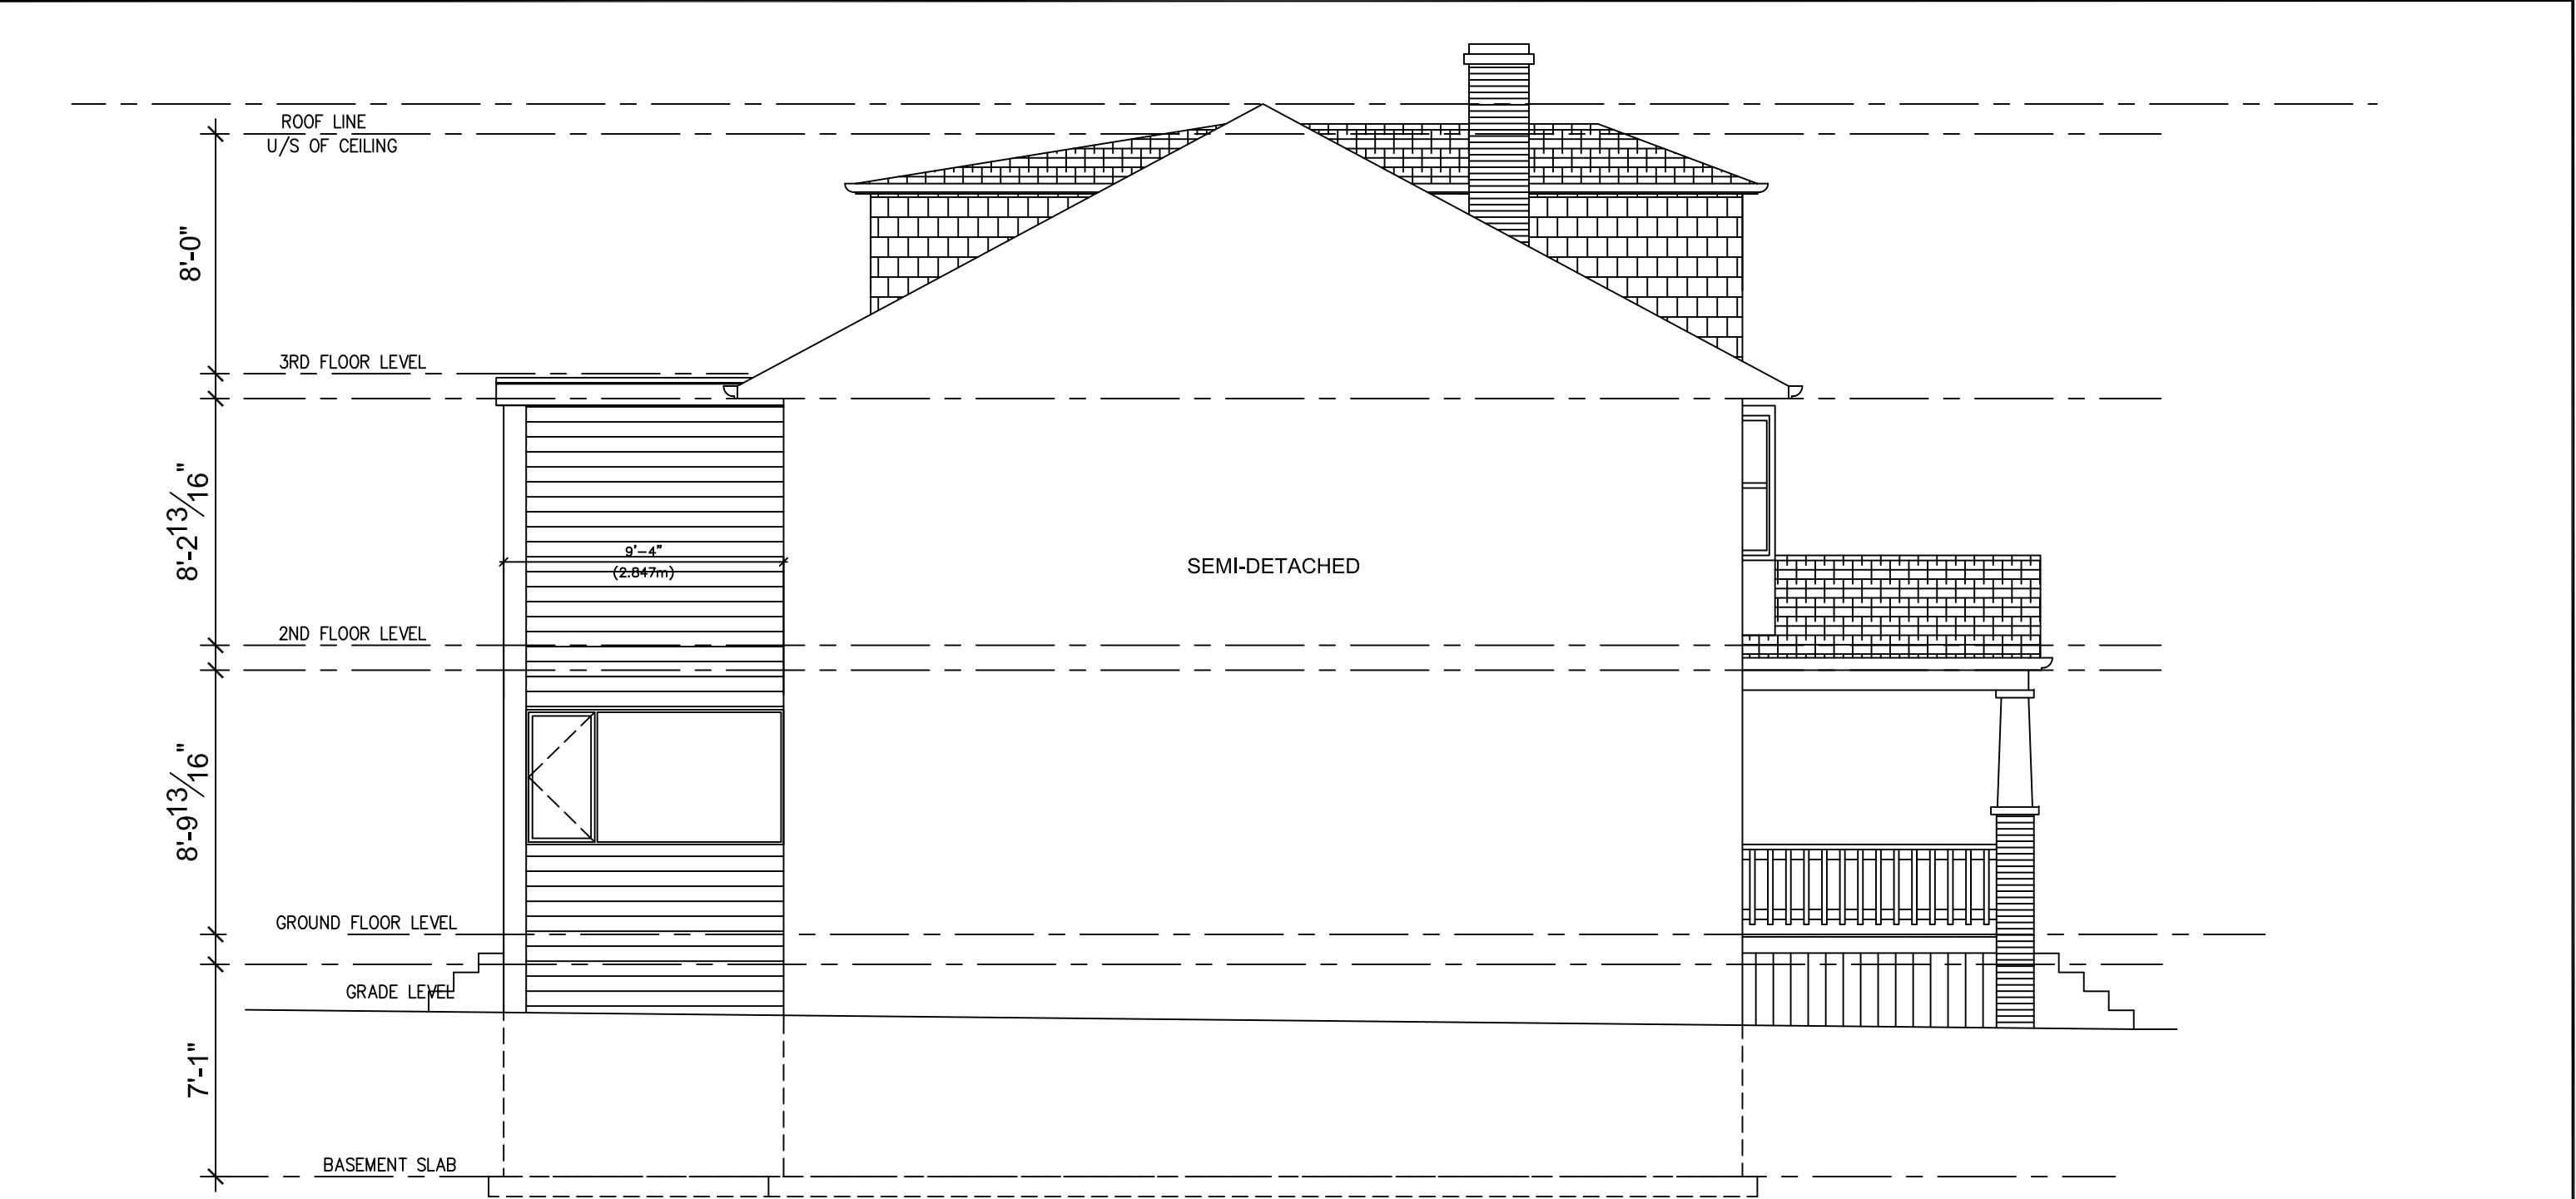 ROOF LINE
U/S OF CEILING
8'-0"
3RD FLOOR LEVEL
8'-2 13/16"
9'-4"
(2.847m)
SEMI-DETACHED
2ND FLOOR LEVEL
8'-9 13/16"
GROUND FLOOR LEVEL
GRADE LEVEL
7'-1"
BASEMENT SLAB